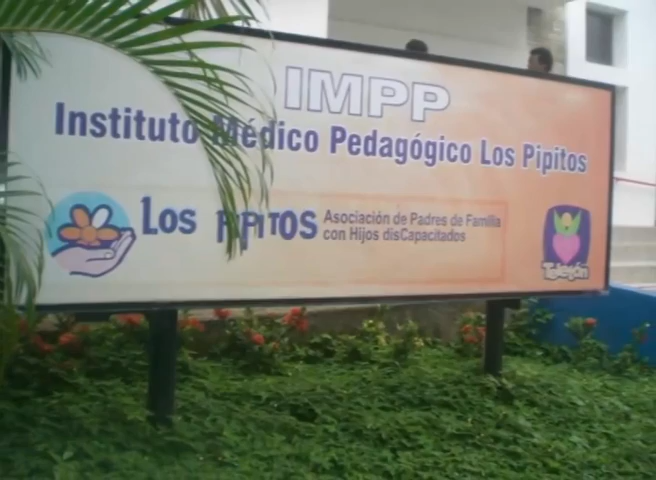 IMPP
Instituto Médico Pedagógico Los Pipitos
Los PIPITOS
Asociación de Padres de Familia
con Hijos disCapacitados
Teletón